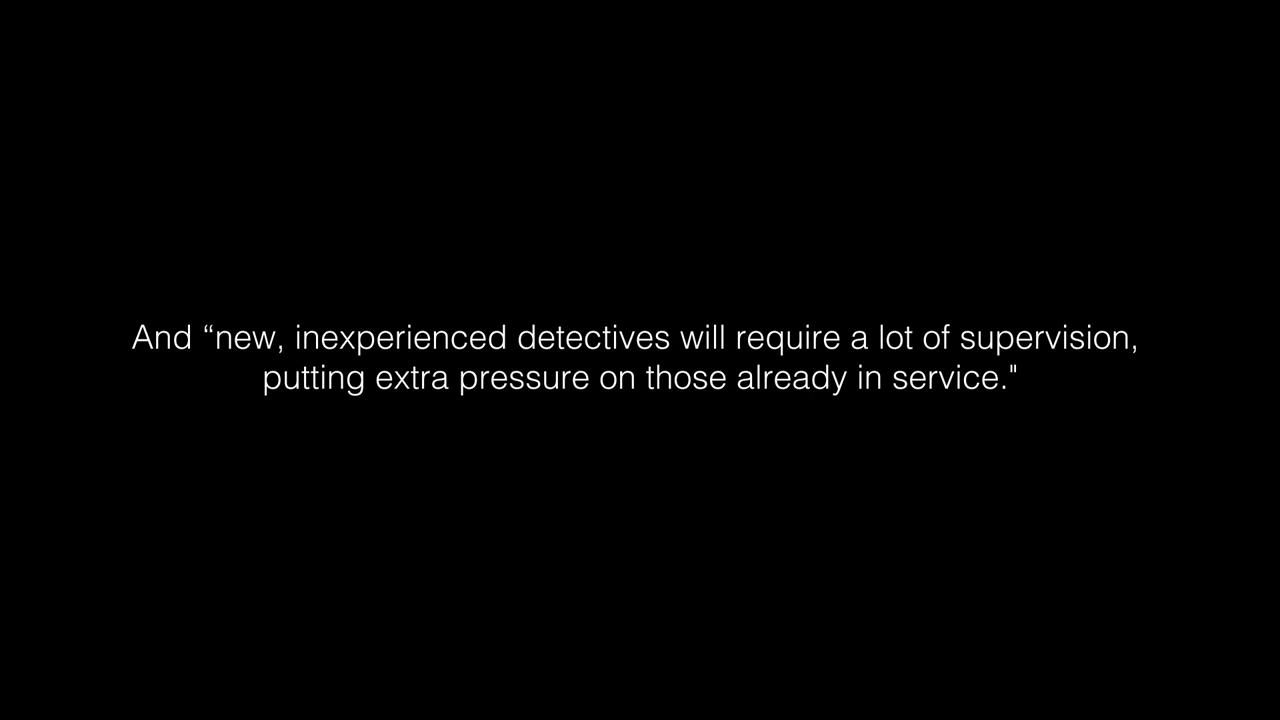 And “new, inexperienced detectives will require a lot of supervision,
putting extra pressure on those already in service."